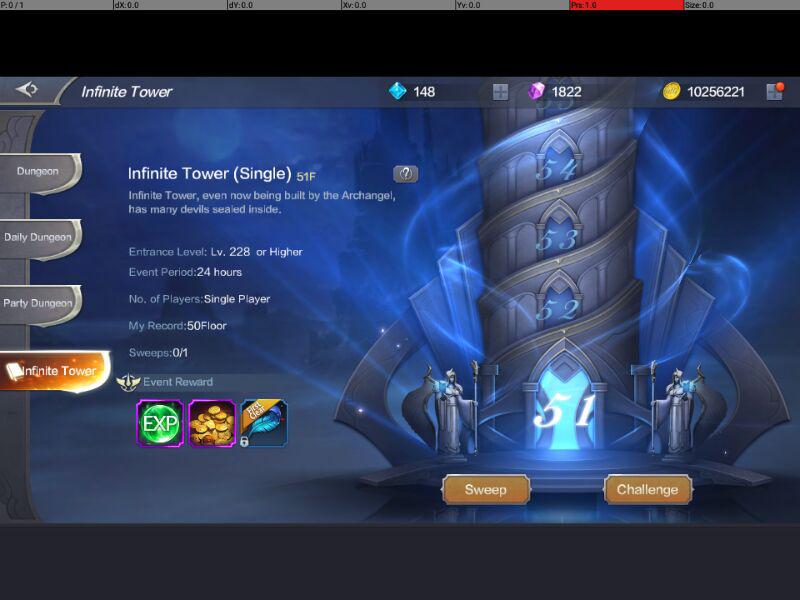 P: 0 / 1
dX: 0.0
dY: 0.0
Xv: 0.0
Yv: 0.0
Prs: 1.0
Size: 0.0
Infinite Tower
148
1822
10256221
Dungeon
Daily Dungeon
Party Dungeon
Infinite Tower
Infinite Tower (Single) 51F
?
Infinite Tower, even now being built by the Archangel,
has many devils sealed inside.
Entrance Level: Lv. 228 or Higher
Event Period:24 hours
No. of Players:Single Player
My Record:50Floor
Sweeps:0/1
Event Reward
EXP
First
Clear
55
54
53
52
51
Sweep
Challenge